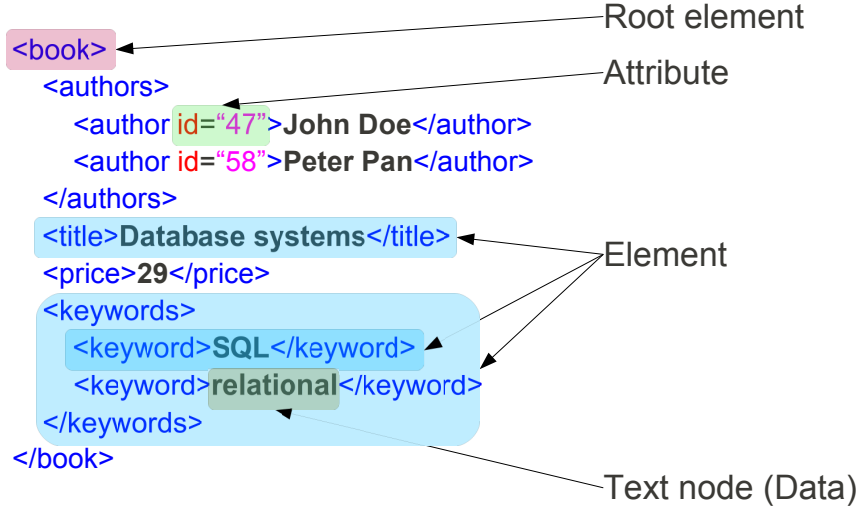 Root element
<book>
Attribute
<authors>
<author id=“47”>John Doe</author>
<author id=“58”>Peter Pan</author>
</authors>
<title>Database systems</title>
Element
<price>29</price>
<keywords>
<keyword>SQL</keyword>
<keyword>relational</keyword>
</keywords>
</book>
Text node (Data)